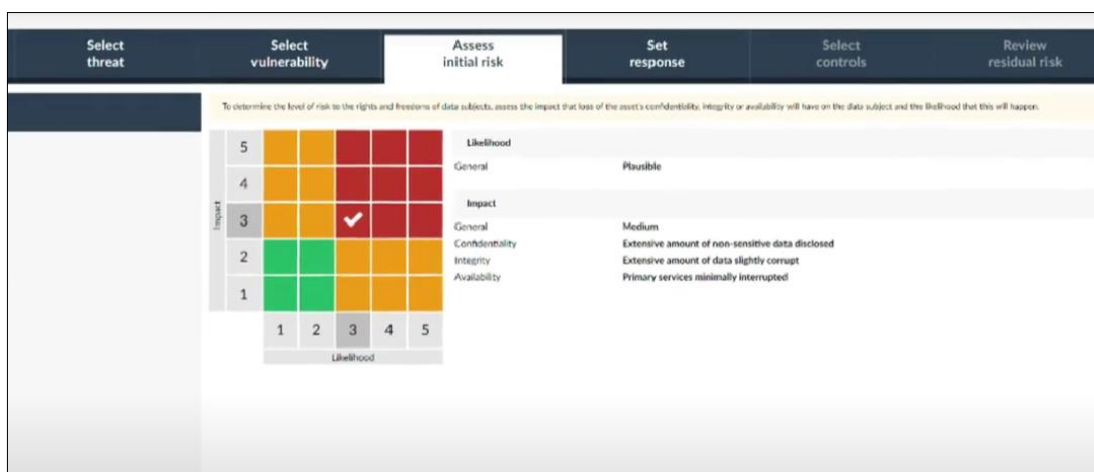 Select threat
Select vulnerability
Assess initial risk
Set response
Select controls
Review residual risk
To determine the level of risk to the rights and freedoms of data subjects, assess the impact that loss of the asset's confidentiality, integrity or availability will have on the data subject and the likelihood that this will happen.
Impact
5
4
3
2
1
1 2 3 4 5
Likelihood
Likelihood
General Plausible
Impact
General Medium
Confidentiality Extensive amount of non-sensitive data disclosed
Integrity Extensive amount of data slightly corrupt
Availability Primary services minimally interrupted